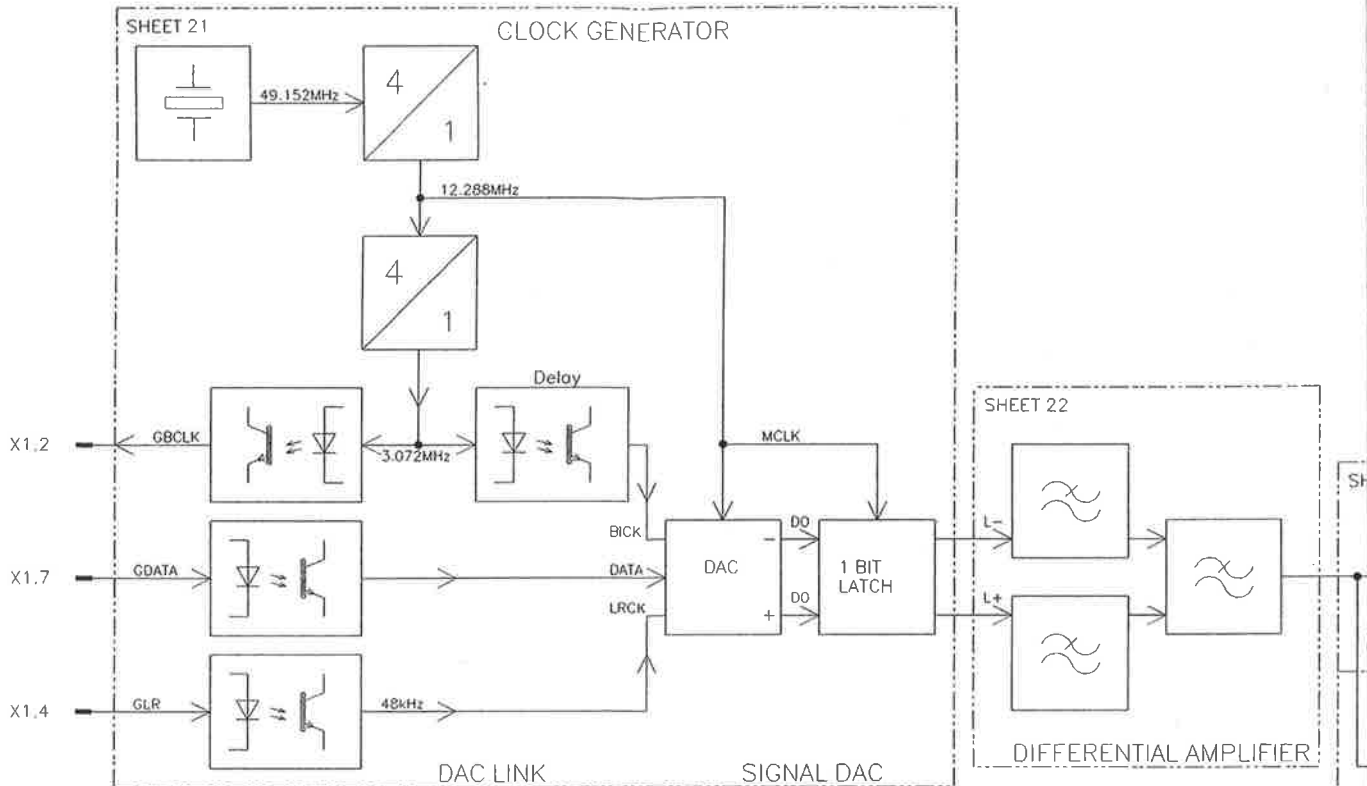 SHEET 21
CLOCK GENERATOR
49.152MHz
4
1
12.288MHz
4
1
Delay
SHEET 22
X1,2
GBCLK
3.072MHz
MCLK
SH
BICK
DO
L-
X1.7
GDATA
DATA
DAC
-
+
1 BIT
LATCH
LRCK
DO
L+
X1,4
GLR
48kHz
DAC LINK
SIGNAL DAC
DIFFERENTIAL AMPLIFIER